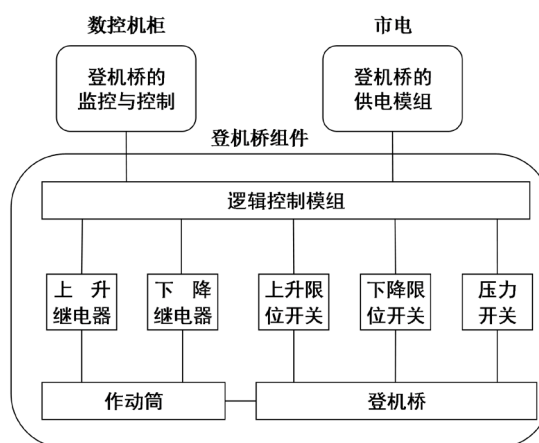 数控机柜
市电
登机桥的
监控与控制
登机桥的
供电模组
登机桥组件
逻辑控制模组
上升
继电器
下降
继电器
上升限
位开关
下降限
位开关
压力
开关
作动筒
登机桥